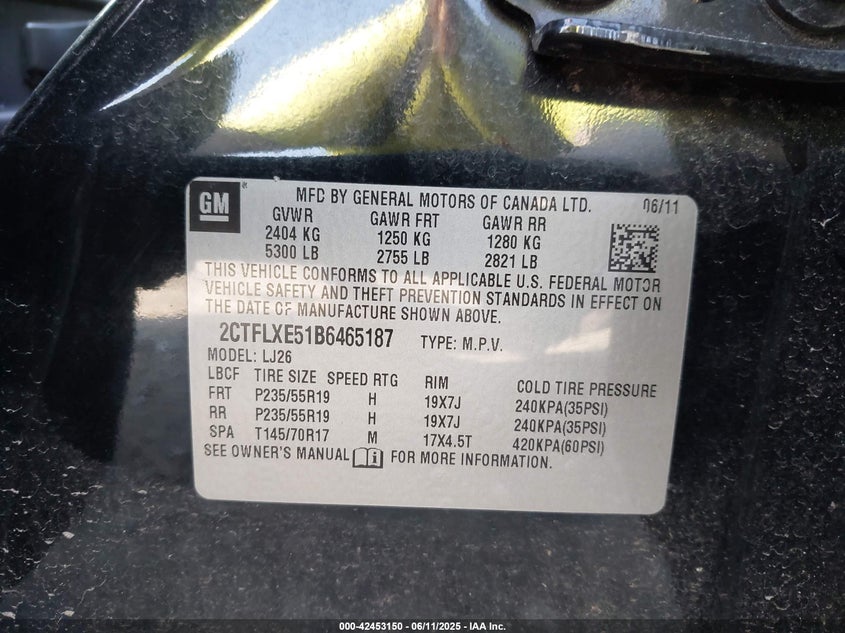 GM
MFD BY GENERAL MOTORS OF CANADA LTD. 06/11
GVWR GAWR FRT GAWR RR
2404 KG 1250 KG 1280 KG
5300 LB 2755 LB 2821 LB
THIS VEHICLE CONFORMS TO ALL APPLICABLE U.S. FEDERAL MOTOR
VEHICLE SAFETY AND THEFT PREVENTION STANDARDS IN EFFECT ON
THE DATE OF MANUFACTURE SHOWN ABOVE.
2CTFLXE51B6465187 TYPE: M.P.V.
MODEL: LJ26
LBCF TIRE SIZE SPEED RTG RIM COLD TIRE PRESSURE
FRT P235/55R19 H 19X7J 240KPA(35PSI)
RR P235/55R19 H 19X7J 240KPA(35PSI)
SPA T145/70R17 M 17X4.5T 420KPA(60PSI)
SEE OWNER'S MANUAL FOR MORE INFORMATION.
000-42453150 - 06/11/2025 - IAA Inc.